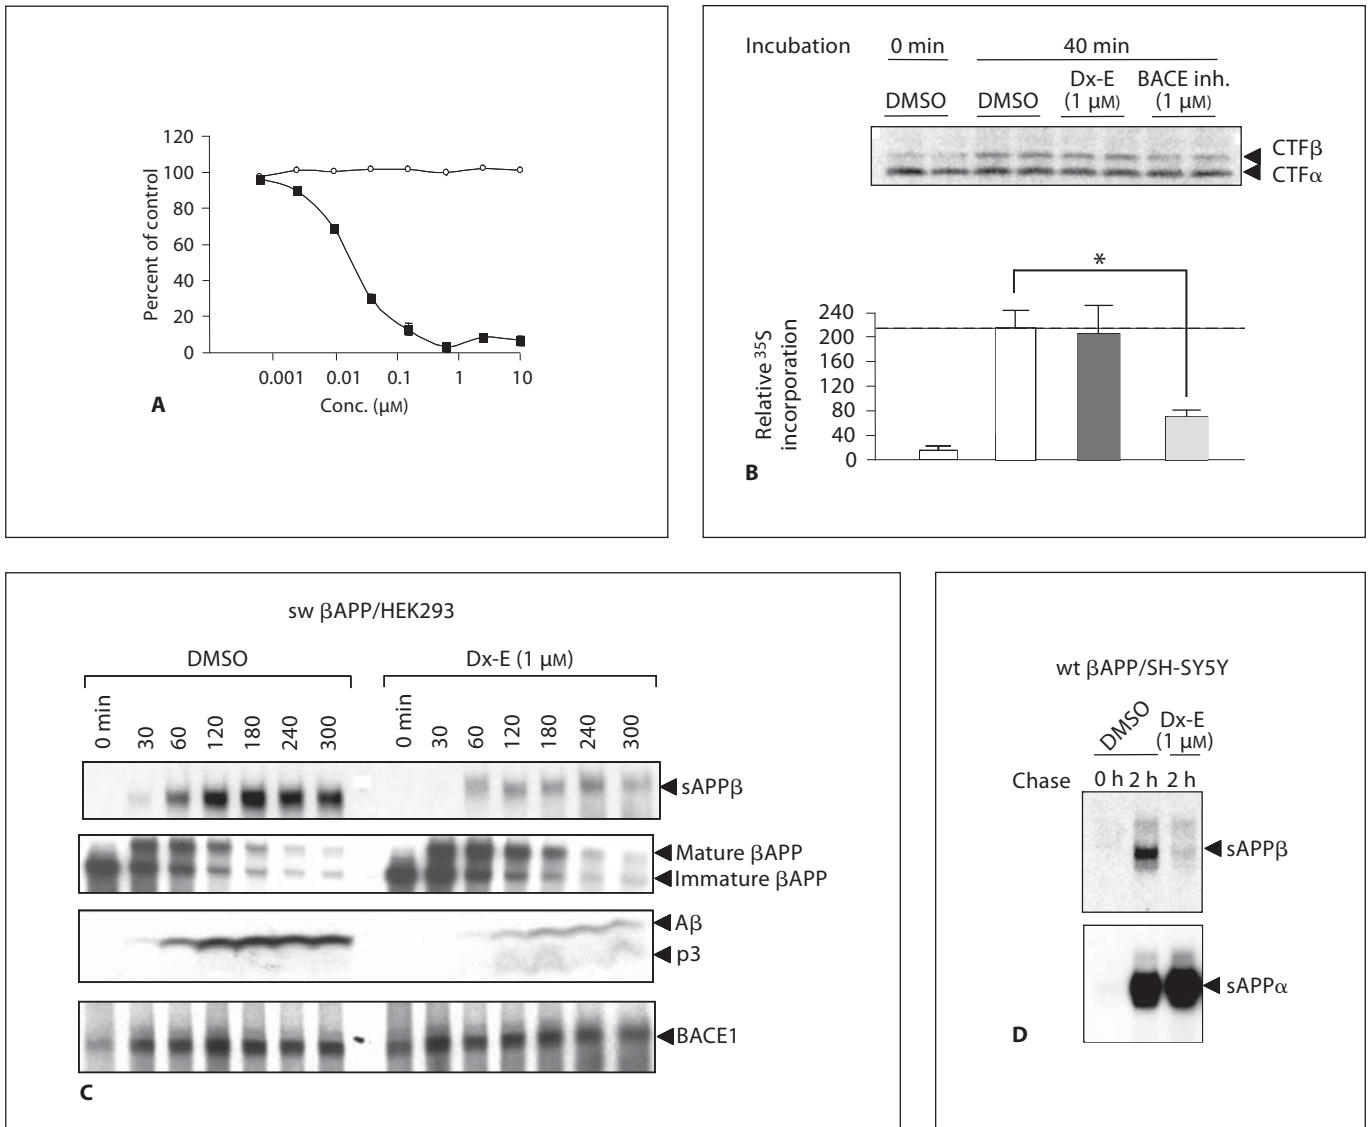 120
100
80
60
40
20
0
Percent of control
0.001 0.01 0.1 1 10
Conc. (µM)
A
Incubation 0 min 40 min
DMSO DMSO Dx-E (1 µM) BACE inh. (1 µM)
CTFβ
CTFα
*
240
200
160
120
80
40
0
Relative ³⁵S
incorporation
B
sw βAPP/HEK293
DMSO Dx-E (1 µM)
0 min 30 60 120 180 240 300 0 min 30 60 120 180 240 300
sAPPβ
Mature βAPP
Immature βAPP
Aβ
p3
BACE1
C
wt βAPP/SH-SY5Y
DMSO Dx-E
(1 µM)
Chase 0 h 2 h 2 h
sAPPβ
sAPPα
D